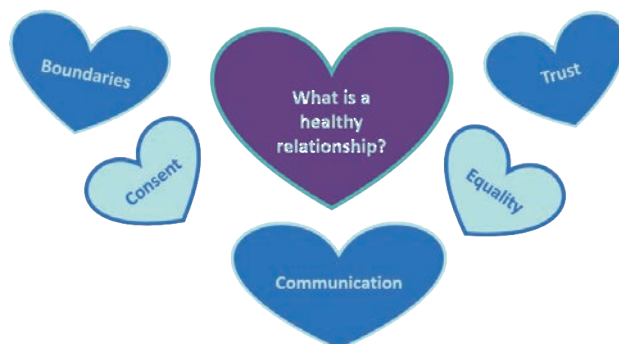 Boundaries
What is a
healthy
relationship?
Trust
Consent
Equality
Communication